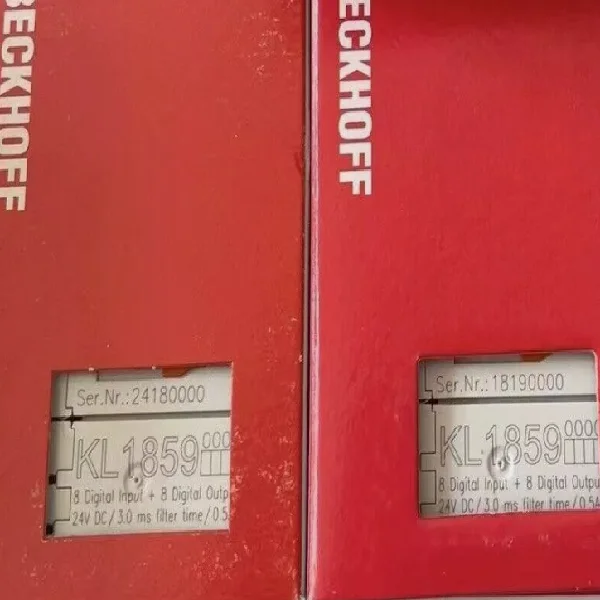 BECKHOFF
Ser.Nr.:24180000
KL1859 0000
8 Digital Input + 8 Digital Outp
24V DC/3.0 ms filter time/0.5
BECKHOFF
Ser.Nr.:18190000
KL1859 0000
8 Digital Input + 8 Digital Outpu
24V DC/3.0 ms filter time/0.5A